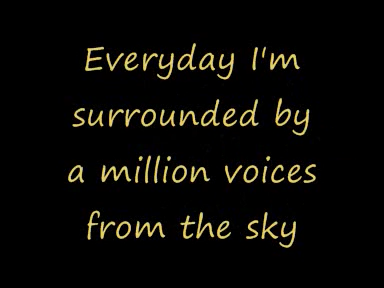 Everyday I'm
surrounded by
a million voices
from the sky